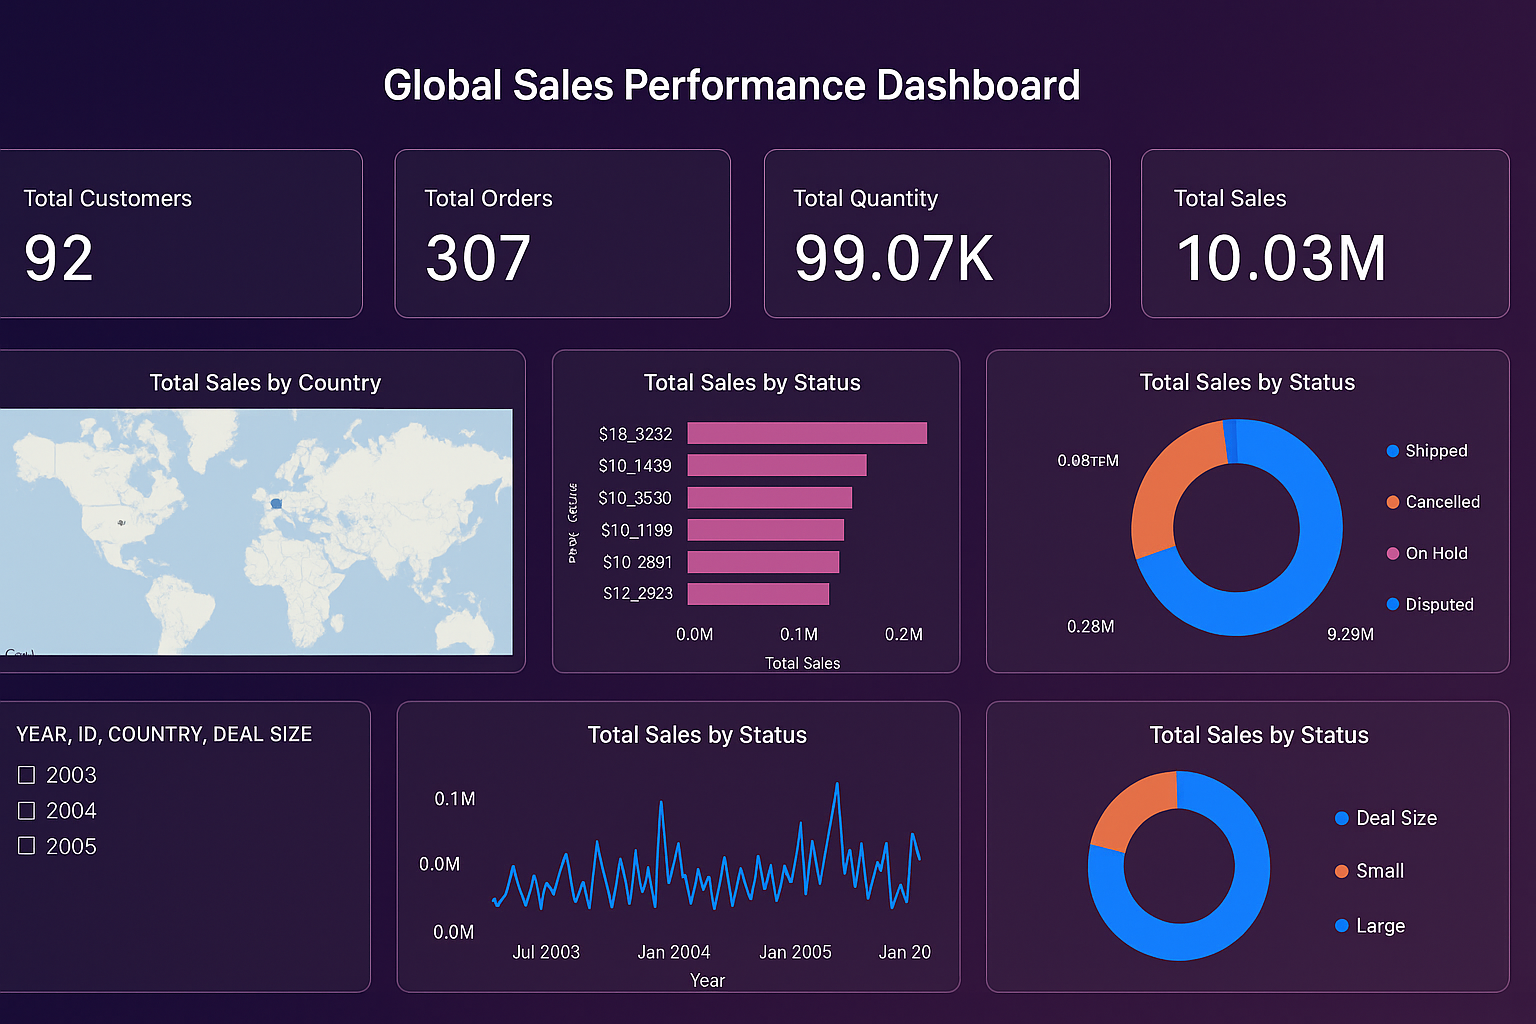 Global Sales Performance Dashboard
Total Customers
92
Total Orders
307
Total Quantity
99.07K
Total Sales
10.03M
Total Sales by Country
Total Sales by Status
$18_3232
$10_1439
$10_3530
$10_1199
$10 2891
$12_2923
0.0M
0.1M
0.2M
Total Sales
Total Sales by Status
0.28M
9.29M
Shipped
Cancelled
On Hold
Disputed
YEAR, ID, COUNTRY, DEAL SIZE
2003
2004
2005
Total Sales by Status
0.1M
0.0M
0.0M
Jul 2003
Jan 2004
Jan 2005
Jan 20
Year
Total Sales by Status
Deal Size
Small
Large